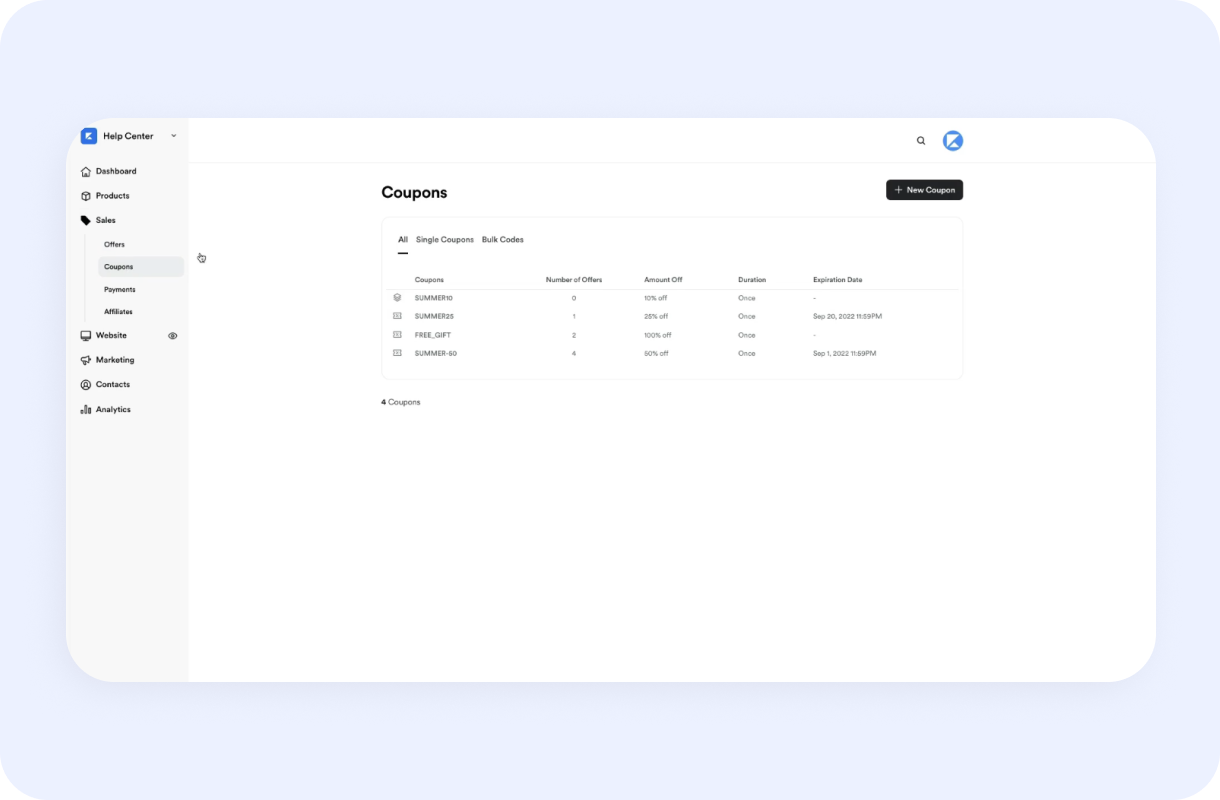 Help Center
Dashboard
Products
Sales
Offers
Coupons
Payments
Affiliates
Website
Marketing
Contacts
Analytics
Coupons
+ New Coupon
All Single Coupons Bulk Codes
Coupons Number of Offers Amount Off Duration Expiration Date
SUMMER10 0 10% off Once -
SUMMER25 1 25% off Once Sep 20, 2022 11:59PM
FREE_GIFT 2 100% off Once -
SUMMER-50 4 50% off Once Sep 1, 2022 11:59PM
4 Coupons